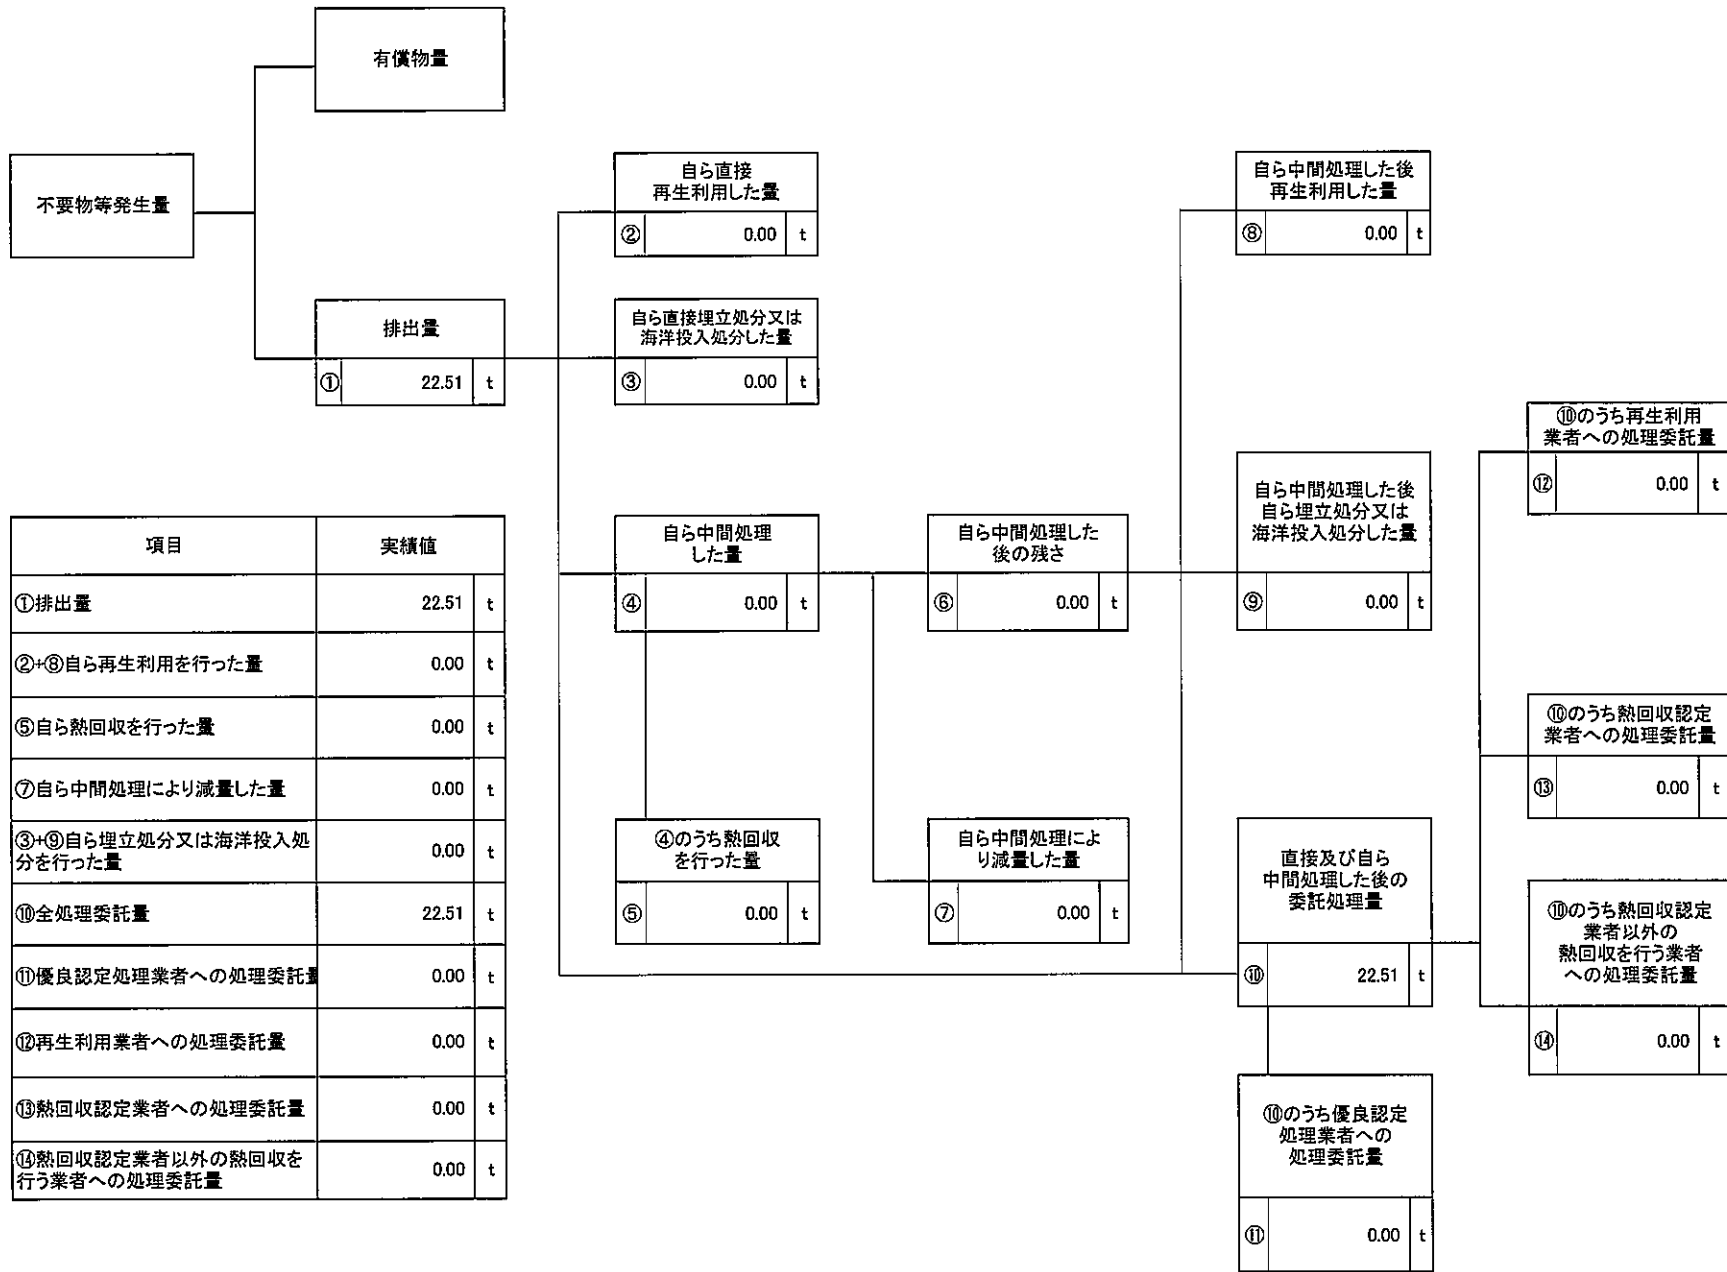 有償物量
不要物等発生量
排出量
① 22.51 t
自ら直接
再生利用した量
② 0.00 t
自ら直接埋立処分又は
海洋投入処分した量
③ 0.00 t
自ら中間処理
した量
④ 0.00 t
④のうち熱回収
を行った量
⑤ 0.00 t
自ら中間処理した
後の残さ
⑥ 0.00 t
自ら中間処理によ
り減量した量
⑦ 0.00 t
自ら中間処理した後
再生利用した量
⑧ 0.00 t
自ら中間処理した後
自ら埋立処分又は
海洋投入処分した量
⑨ 0.00 t
直接及び自ら
中間処理した後の
委託処理量
⑩ 22.51 t
⑩のうち優良認定
処理業者への
処理委託量
⑪ 0.00 t
⑩のうち再生利用
業者への処理委託量
⑫ 0.00 t
⑩のうち熱回収認定
業者への処理委託量
⑬ 0.00 t
⑩のうち熱回収認定
業者以外の
熱回収を行う業者
への処理委託量
⑭ 0.00 t
項目 実績値
①排出量 22.51 t
②+⑧自ら再生利用を行った量 0.00 t
⑤自ら熱回収を行った量 0.00 t
⑦自ら中間処理により減量した量 0.00 t
③+⑨自ら埋立処分又は海洋投入処
分を行った量 0.00 t
⑩全処理委託量 22.51 t
⑪優良認定処理業者への処理委託量 0.00 t
⑫再生利用業者への処理委託量 0.00 t
⑬熱回収認定業者への処理委託量 0.00 t
⑭熱回収認定業者以外の熱回収を
行う業者への処理委託量 0.00 t